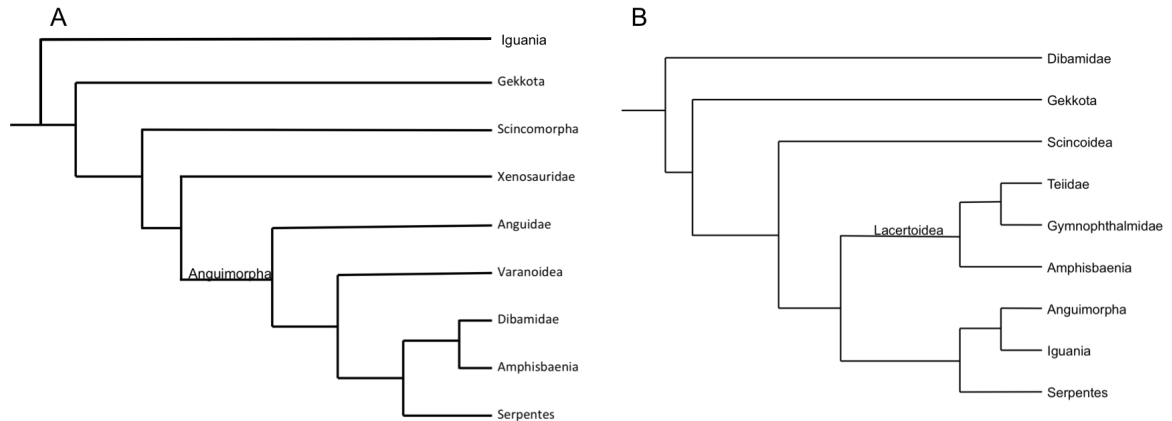 A
Iguania
Gekkota
Scincomorpha
Xenosauridae
Anguidae
Anguimorpha
Varanoidea
Dibamidae
Amphisbaenia
Serpentes
B
Dibamidae
Gekkota
Scincoidea
Teiidae
Lacertoidea
Gymnophthalmidae
Amphisbaenia
Anguimorpha
Iguania
Serpentes